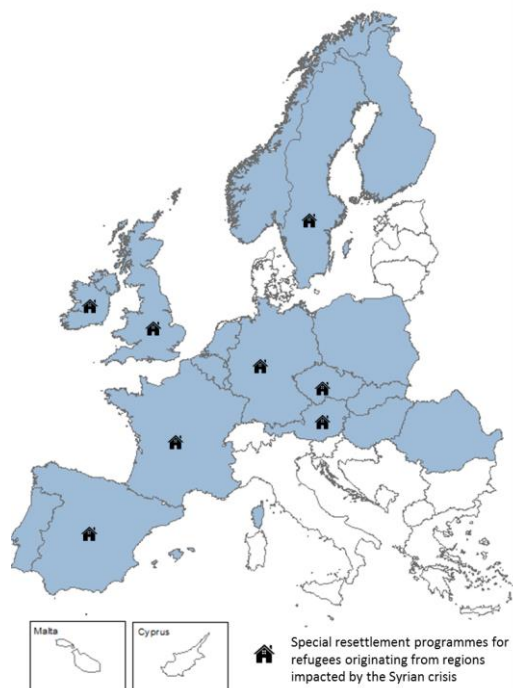 Malta
Cyprus
Special resettlement programmes for
refugees originating from regions
impacted by the Syrian crisis